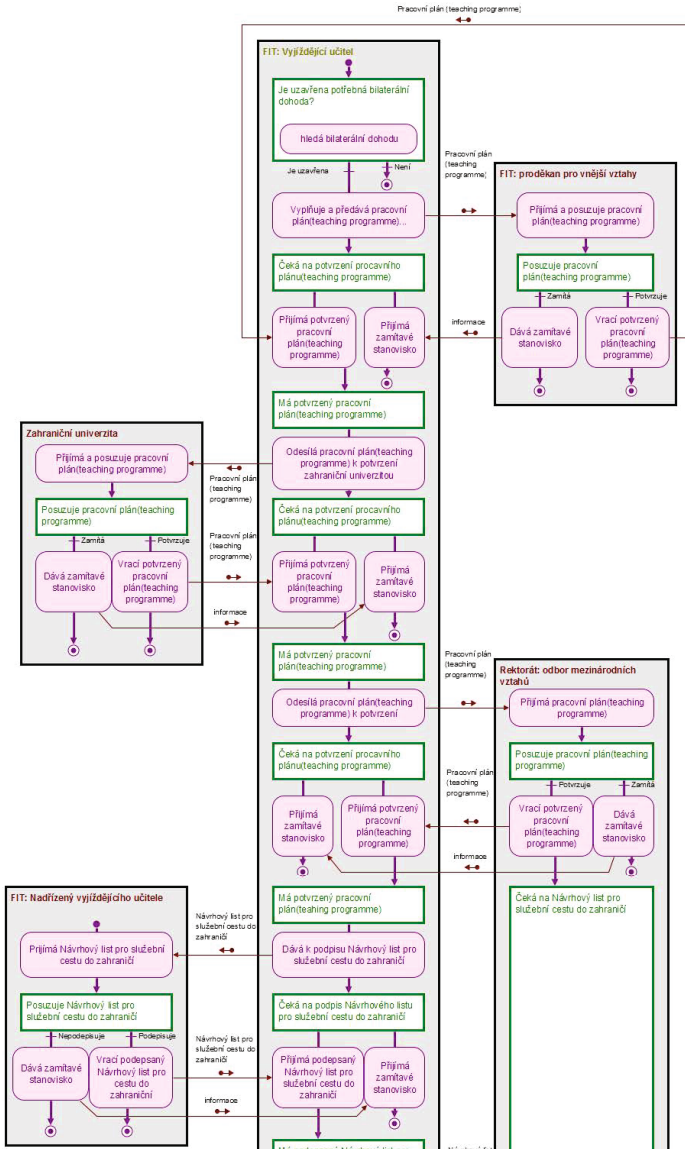 Pracovní plán (teaching programme)
FIT: Vyjíždějící učitel
Je uzavřena potřebná bilaterální
dohoda?
hledá bilaterální dohodu
Je uzavřena
Není
Pracovní plán
(teaching
programme)
FIT: proděkan pro vnější vztahy
Vyplňuje a předává pracovní
plán(teaching programme)...
Přijímá a posuzuje pracovní
plán(teaching programme)
Čeká na potvrzení procavního
plánu(teaching programme)
Posuzuje pracovní
plán(teaching programme)
Zamítá
Potvrzuje
Přijímá potvrzený
pracovní
plán(teaching
programme)
Přijímá
zamítavé
stanovisko
informace
Dává zamítavé
stanovisko
Vrací potvrzený
pracovní
plán(teaching
programme)
Má potvrzený pracovní
plán(teaching programme)
Zahraniční univerzita
Přijímá a posuzuje pracovní
plán(teaching programme)
Odesílá pracovní plán(teaching
programme) k potvrzení
zahraniční univerzitou
Pracovní plán
(teaching
programme)
Posuzuje pracovní plán(teaching
programme)
Čeká na potvrzení procavního
plánu(teaching programme)
Zamítá
Potvrzuje
Pracovní plán
(teaching
programme)
Dává zamítavé
stanovisko
Vrací potvrzený
pracovní
plán(teaching
programme)
Přijímá potvrzený
pracovní
plán(teaching
programme)
Přijímá
zamítavé
stanovisko
informace
Má potvrzený pracovní
plán(teaching programme)
Pracovní plán
(teaching
programme)
Rektorát: odbor mezinárodních
vztahů
Odesílá pracovní plán(teaching
programme) k potvrzení
Přijímá pracovní plán(teaching
programme)
Čeká na potvrzení procavního
plánu(teaching programme)
Pracovní plán
(teaching
programme)
Posuzuje pracovní plán(teaching
programme)
Potvrzuje
Zamítá
Přijímá
zamítavé
stanovisko
Přijímá potvrzený
pracovní
plán(teaching
programme)
Vrací potvrzený
pracovní
plán(teaching
programme)
Dává
zamítavé
stanovisko
informace
Má potvrzený pracovní
plán(teahing programme)
Čeká na Návrhový list pro
služební cestu do zahraničí
FIT: Nadřízený vyjíždějícího učitele
Návrhový list pro
služební cestu do
zahraničí
Prijímá Návrhový list pro služební
cestu do zahraničí
Dává k podpisu Návrhový list pro
služební cestu do zahraničí
Posuzuje Návrhový list pro
služební cestu do zahraničí
Čeká na podpis Návrhového listu
pro služební cestu do zahraničí
Nepodepisuje
Podepisuje
Návrhový list pro
služební cestu do
zahraničí
Dává zamítavé
stanovisko
Vrací podepsaný
Návrhový list pro
cestu do
zahraniční
Přijímá podepsaný
Návrhový list pro
služební cestu do
zahraničí
Přijímá
zamítavé
stanovisko
informace